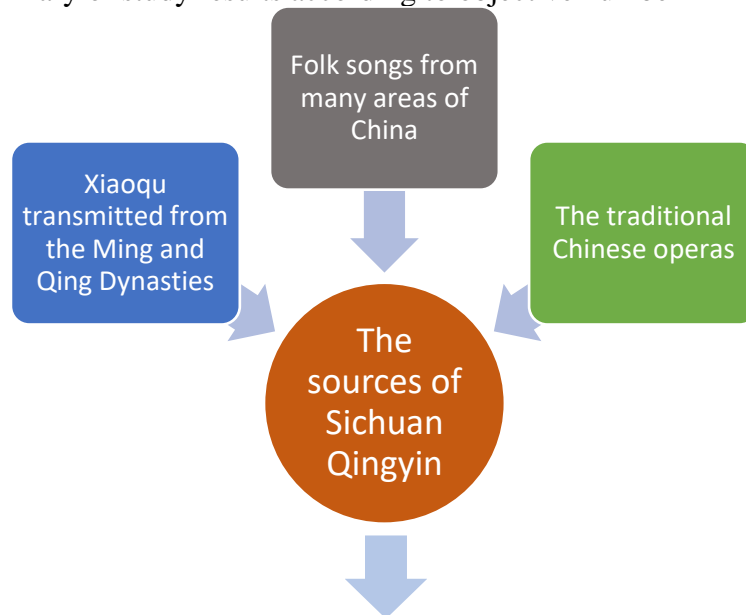 Folk songs from
many areas of
China
Xiaoqu
transmitted from
the Ming and
Qing Dynasties
The traditional
Chinese operas
The
sources of
Sichuan
Qingyin